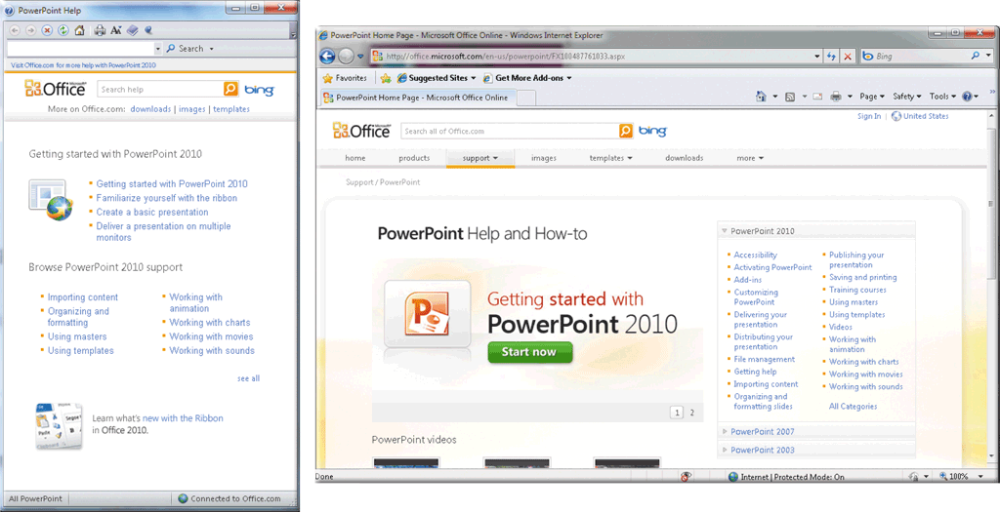 PowerPoint Help
Search
Visit Office.com for more help with PowerPoint 2010
Office
Search help
bing
More on Office.com: downloads | images | templates
Getting started with PowerPoint 2010
Getting started with PowerPoint 2010
Familiarize yourself with the ribbon
Create a basic presentation
Deliver a presentation on multiple
monitors
Browse PowerPoint 2010 support
Importing content
Organizing and
formatting
Using masters
Using templates
Working with
animation
Working with charts
Working with movies
Working with sounds
see all
Learn what's new with the Ribbon
in Office 2010.
All PowerPoint
Connected to Office.com
PowerPoint Home Page - Microsoft Office Online - Windows Internet Explorer
http://office.microsoft.com/en-us/powerpoint/FX100487761033.aspx
Bing
Favorites
Suggested Sites
Get More Add-ons
PowerPoint Home Page - Microsoft Office Online
Page
Safety
Tools
Sign In | United States
Office
Search all of Office.com
bing
home
products
support
images
templates
downloads
more
Support / PowerPoint
PowerPoint Help and How-to
Getting started with
PowerPoint 2010
Start now
1 2
PowerPoint videos
PowerPoint 2010
Accessibility
Activating PowerPoint
Add-ins
Customizing
PowerPoint
Delivering your
presentation
Distributing your
presentation
File management
Getting help
Importing content
Organizing and
formatting slides
Publishing your
presentation
Saving and printing
Training courses
Using masters
Using templates
Videos
Working with
animation
Working with charts
Working with movies
Working with sounds
All Categories
PowerPoint 2007
PowerPoint 2003
Done
Internet | Protected Mode: On
100%